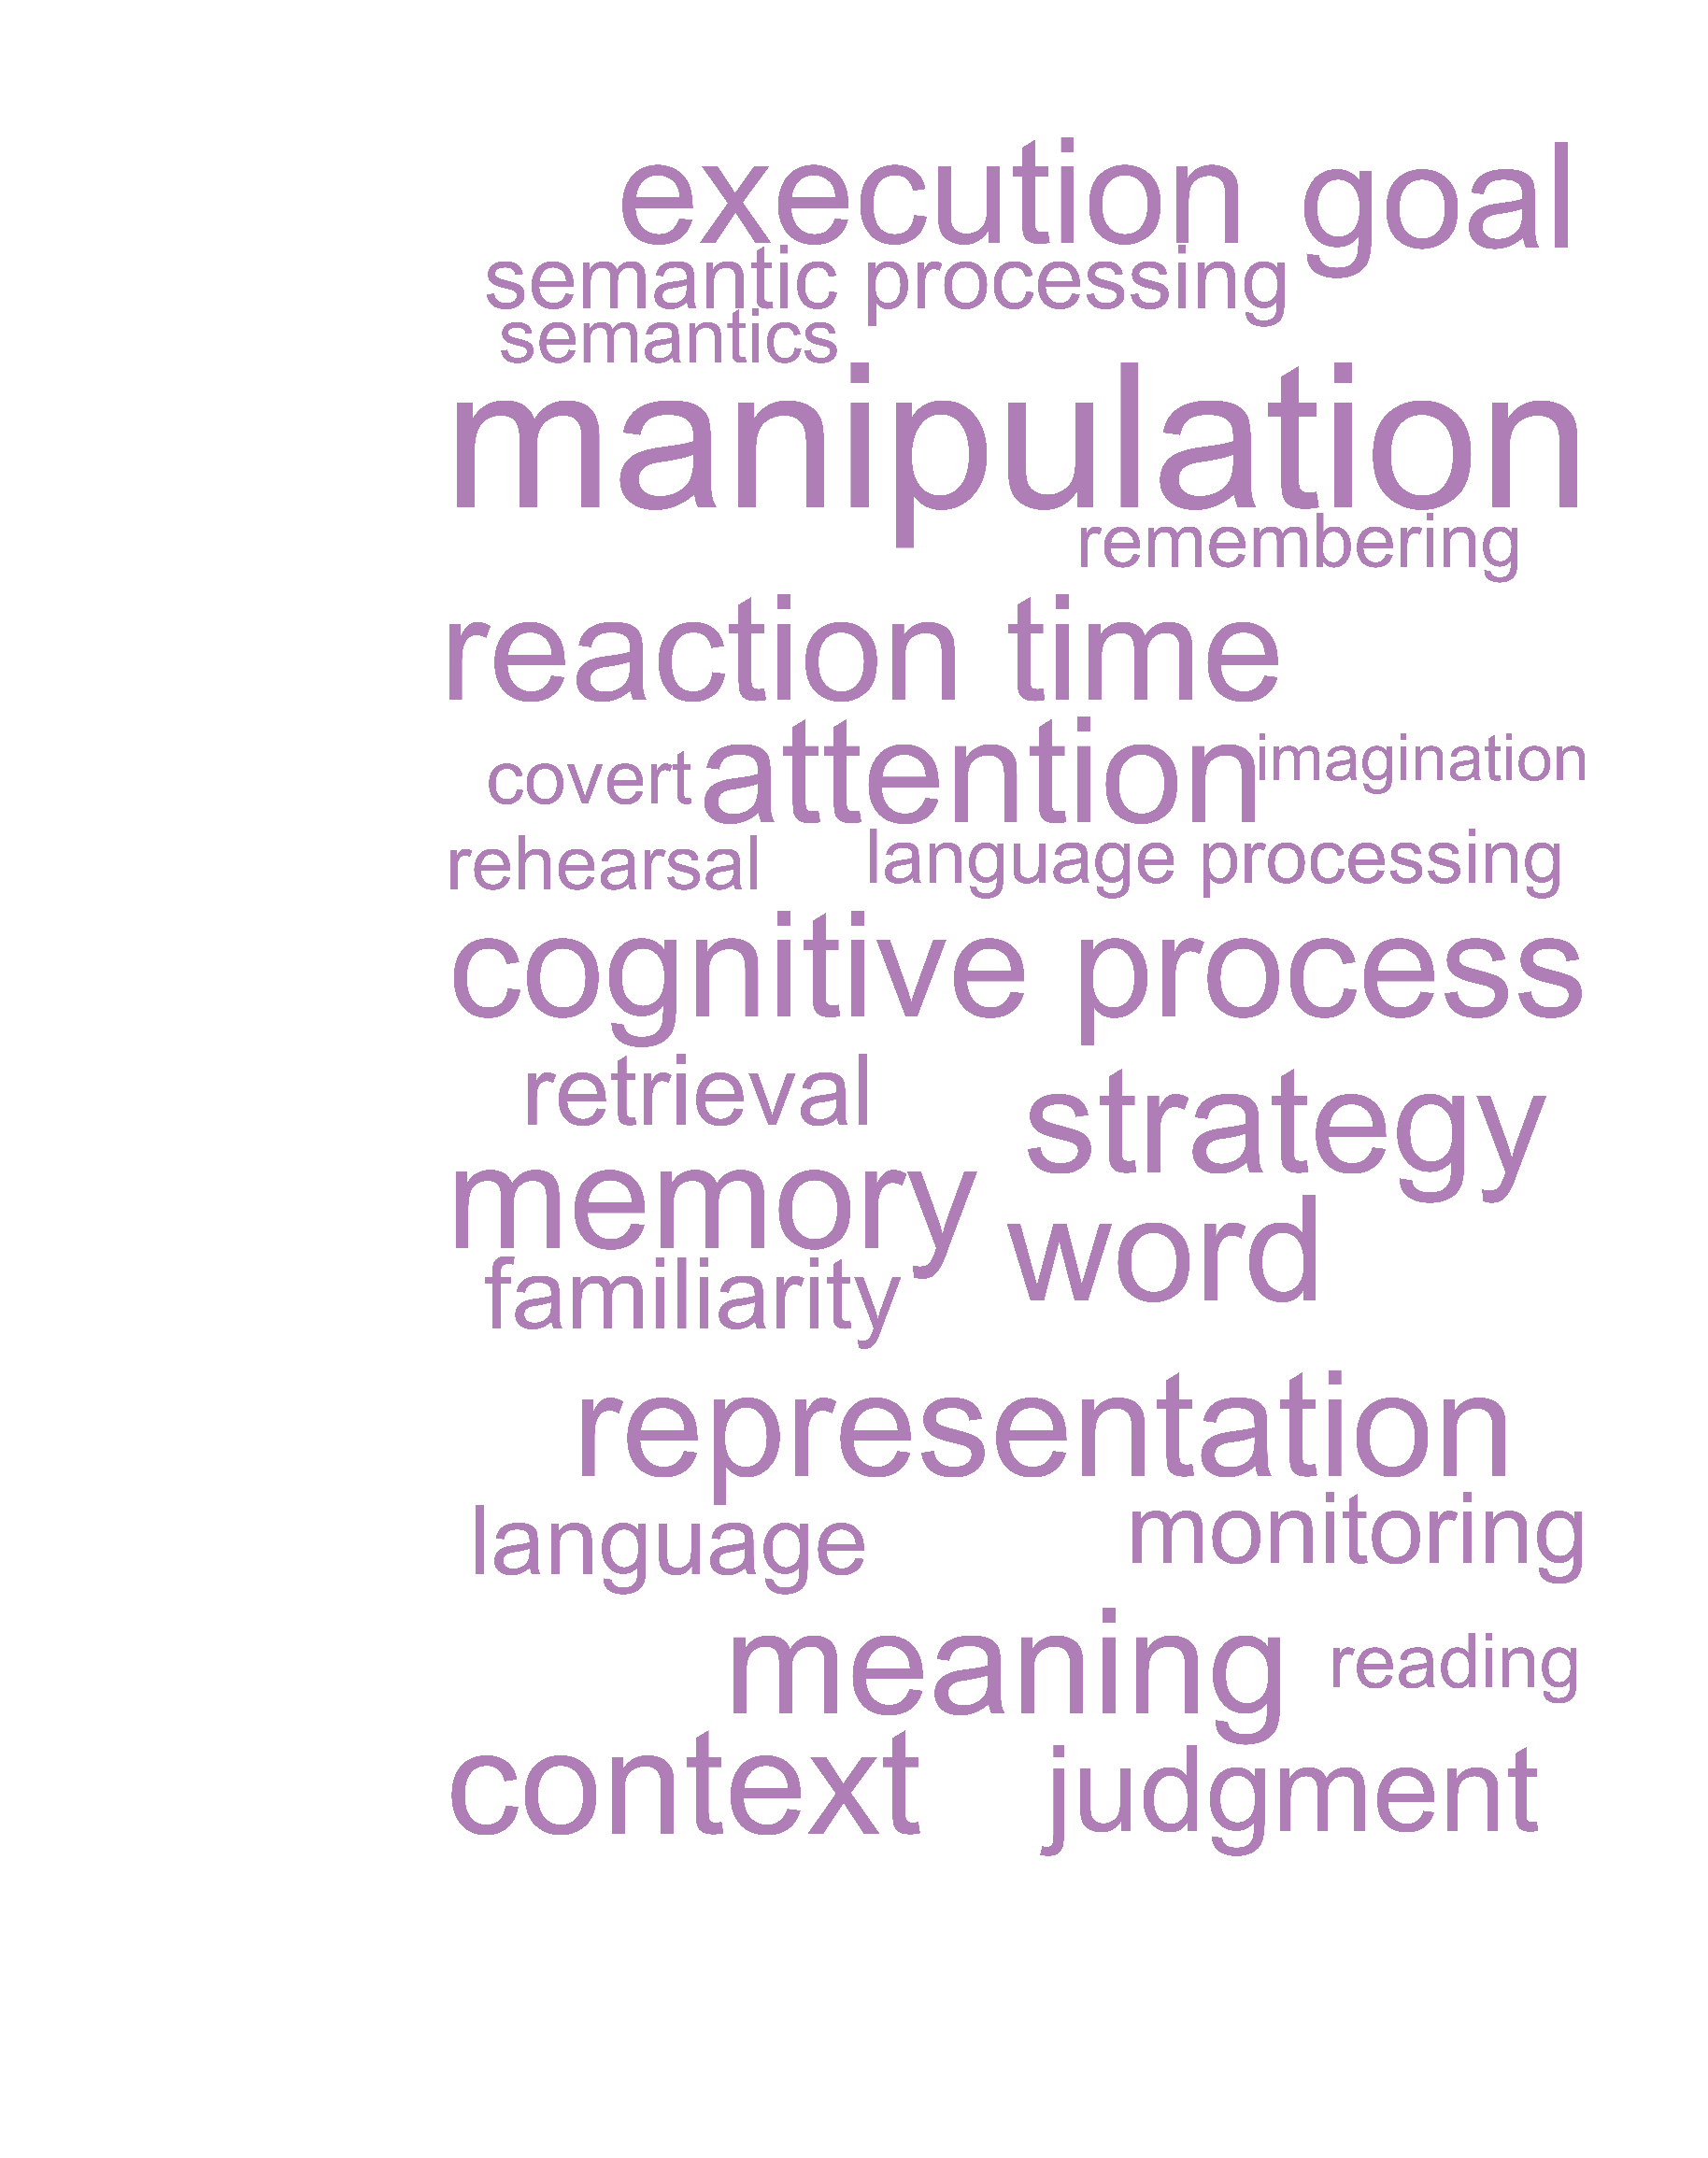 execution goal
semantic processing
semantics
manipulation
remembering
reaction time
covert attention imagination
rehearsal language processing
cognitive process
retrieval strategy
memory word
familiarity
representation
language monitoring
meaning reading
context judgment